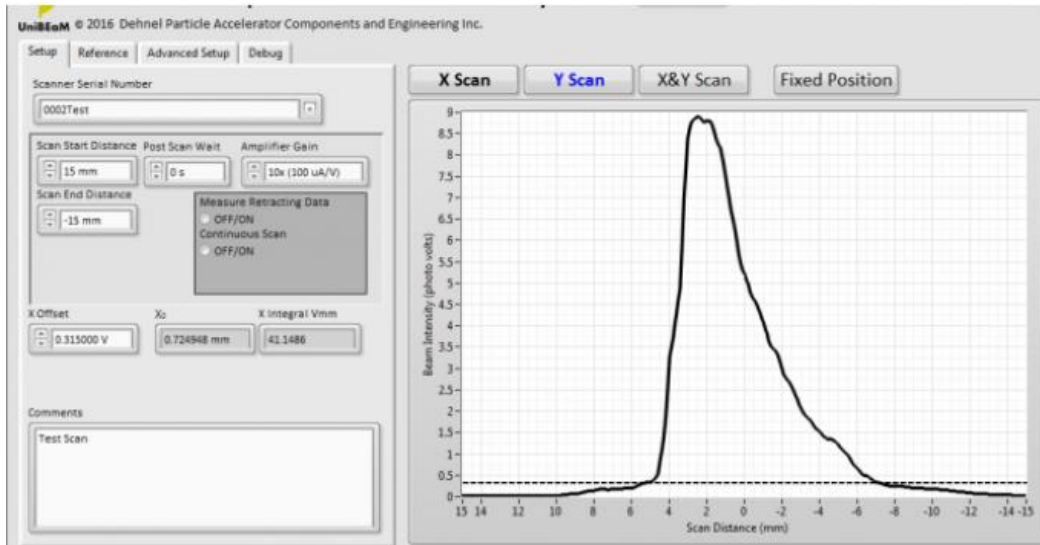 UniBEaM © 2016 Dehnel Particle Accelerator Components and Engineering Inc.
Setup Reference Advanced Setup Debug
Scanner Serial Number
0002Test
Scan Start Distance Post Scan Wait Amplifier Gain
15 mm 0 s 10x (100 uA/V)
Scan End Distance
-15 mm
Measure Retracting Data
OFF/ON
Continuous Scan
OFF/ON
X Offset X₀ X Integral Vmm
0.315000 V 0.724948 mm 41.1486
Comments
Test Scan
X Scan Y Scan X&Y Scan Fixed Position
Beam Intensity (photo volts)
9
8.5
8
7.5
7
6.5
6
5.5
5
4.5
4
3.5
3
2.5
2
1.5
1
0.5
0
15 14 12 10 8 6 4 2 0 -2 -4 -6 -8 -10 -12 -14 -15
Scan Distance (mm)